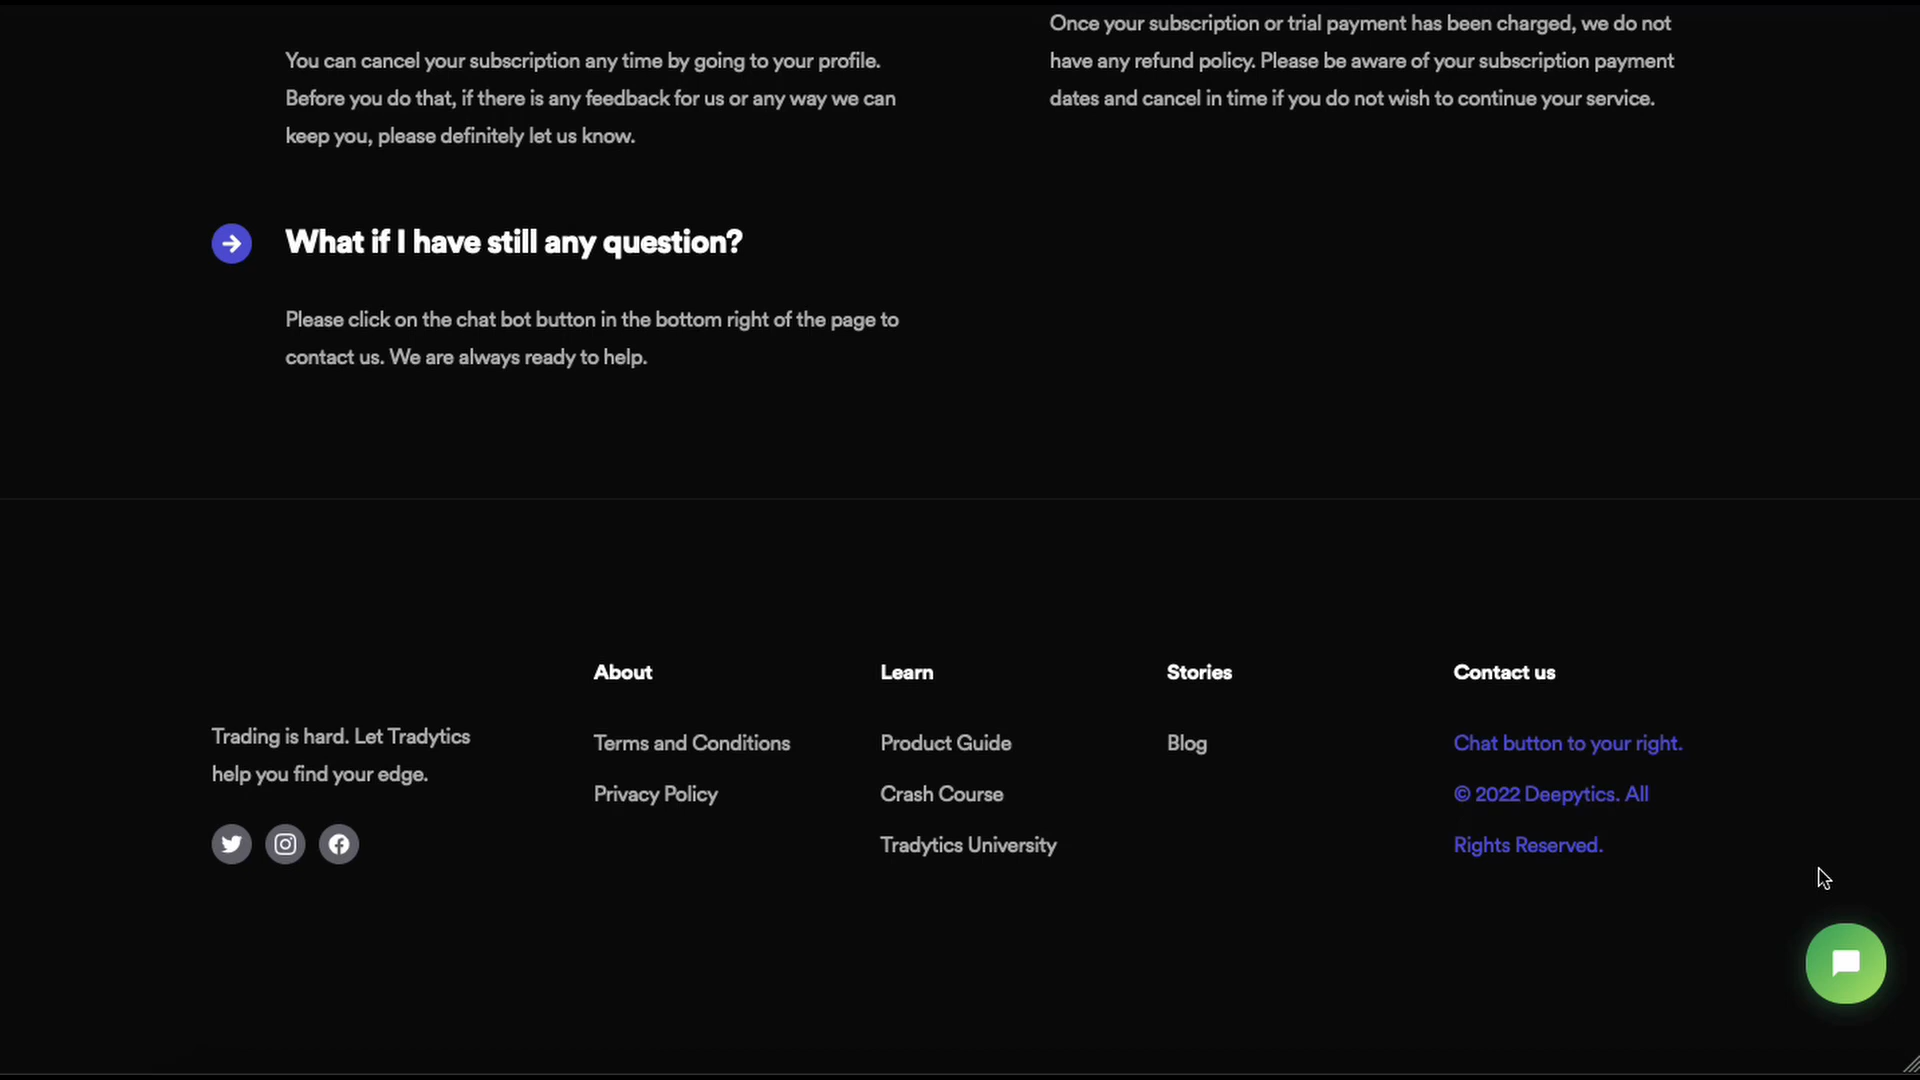 You can cancel your subscription any time by going to your profile.
Before you do that, if there is any feedback for us or any way we can
keep you, please definitely let us know.
Once your subscription or trial payment has been charged, we do not
have any refund policy. Please be aware of your subscription payment
dates and cancel in time if you do not wish to continue your service.
What if I have still any question?
Please click on the chat bot button in the bottom right of the page to
contact us. We are always ready to help.
Trading is hard. Let Tradytics
help you find your edge.
About
Terms and Conditions
Privacy Policy
Learn
Product Guide
Crash Course
Tradytics University
Stories
Blog
Contact us
Chat button to your right.
© 2022 Deepytics. All
Rights Reserved.